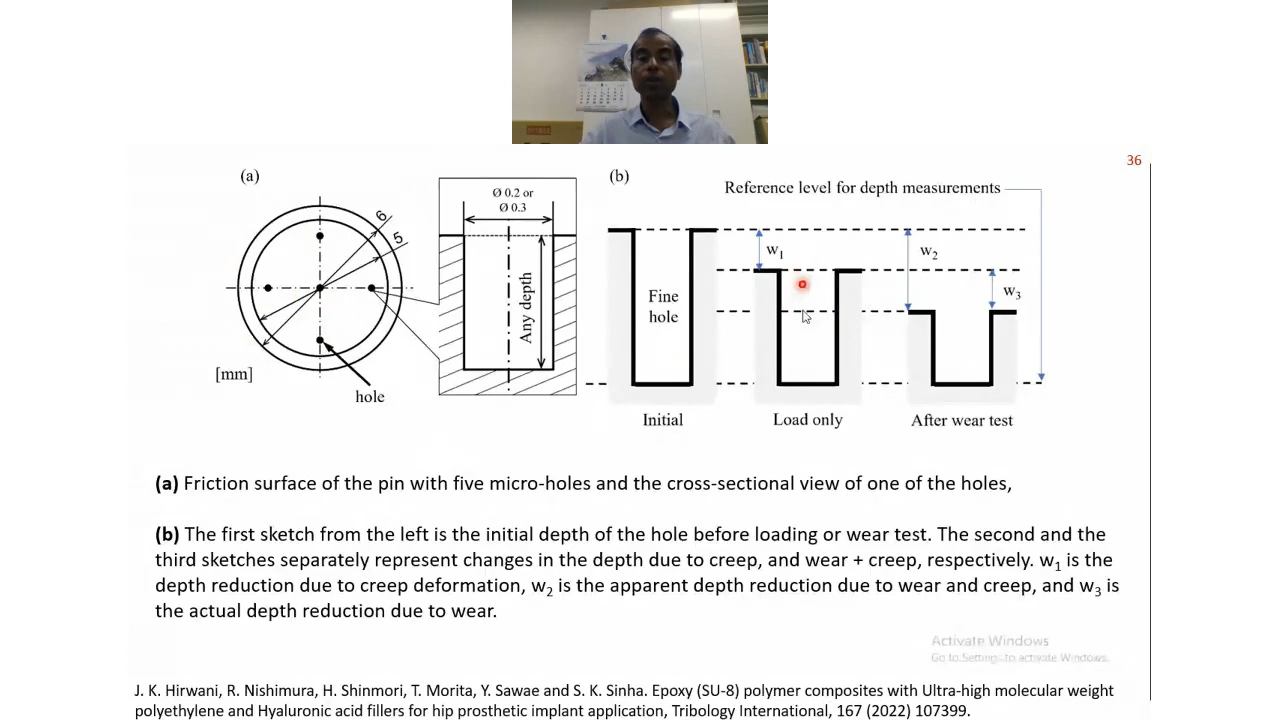 36
(a)
6
5
[mm]
hole
Ø 0.2 or
Ø 0.3
Any depth
(b)
Reference level for depth measurements
w₁
w₂
w₃
Fine
hole
Initial
Load only
After wear test
(a) Friction surface of the pin with five micro-holes and the cross-sectional view of one of the holes,
(b) The first sketch from the left is the initial depth of the hole before loading or wear test. The second and the
third sketches separately represent changes in the depth due to creep, and wear + creep, respectively. w₁ is the
depth reduction due to creep deformation, w₂ is the apparent depth reduction due to wear and creep, and w₃ is
the actual depth reduction due to wear.
Activate Windows
Go to Settings to activate Windows.
J. K. Hirwani, R. Nishimura, H. Shinmori, T. Morita, Y. Sawae and S. K. Sinha. Epoxy (SU-8) polymer composites with Ultra-high molecular weight
polyethylene and Hyaluronic acid fillers for hip prosthetic implant application, Tribology International, 167 (2022) 107399.